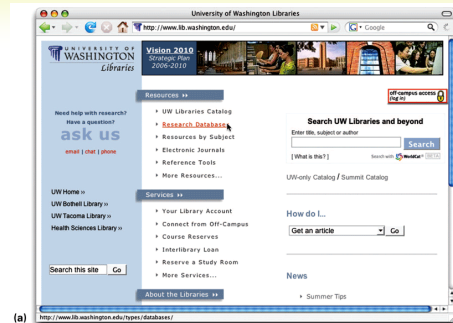 University of Washington Libraries
http://www.lib.washington.edu/
Google
UNIVERSITY OF
WASHINGTON
Libraries
Vision 2010
Strategic Plan
2006-2010
off-campus access
(log in)
Need help with research?
Have a question?
ask us
email | chat | phone
UW Home »
UW Bothell Library »
UW Tacoma Library »
Health Sciences Library »
Search this site Go
Resources
UW Libraries Catalog
Research Databases
Resources by Subject
Electronic Journals
Reference Tools
More Resources...
Services
Your Library Account
Connect from Off-Campus
Course Reserves
Interlibrary Loan
Reserve a Study Room
More Services...
About the Libraries
Search UW Libraries and beyond
Enter title, subject or author
Search
[ What is this? ] Search with WorldCat
UW-only Catalog / Summit Catalog
How do I...
Get an article Go
News
Summer Tips
http://www.lib.washington.edu/types/databases/
(a)